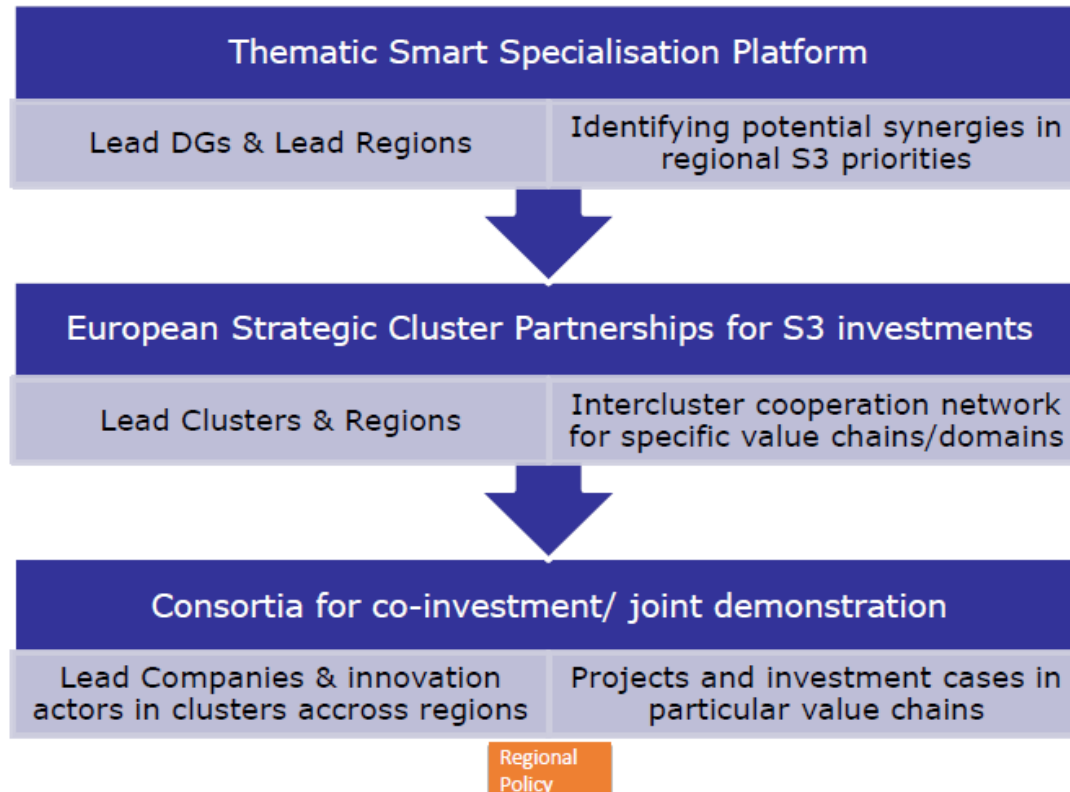 Thematic Smart Specialisation Platform
Lead DGs & Lead Regions
Identifying potential synergies in
regional S3 priorities
European Strategic Cluster Partnerships for S3 investments
Lead Clusters & Regions
Intercluster cooperation network
for specific value chains/domains
Consortia for co-investment/ joint demonstration
Lead Companies & innovation
actors in clusters accross regions
Projects and investment cases in
particular value chains
Regional
Policy